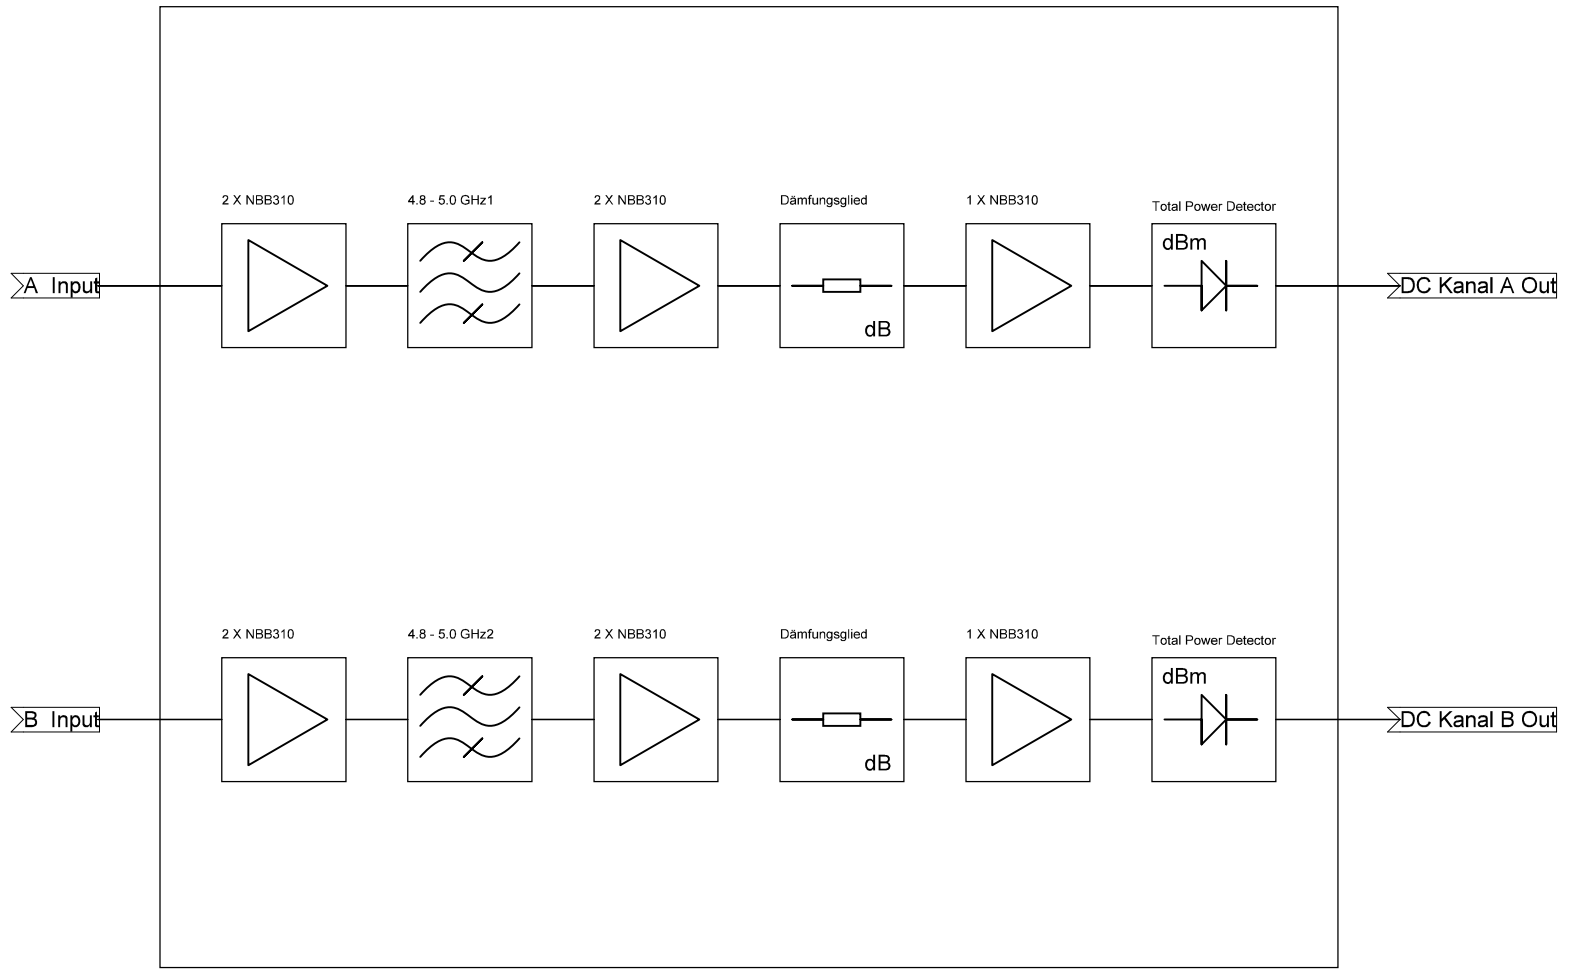 2 X NBB310
4.8 - 5.0 GHz1
2 X NBB310
Dämfungsglied
1 X NBB310
Total Power Detector
dBm
A Input
DC Kanal A Out
dB
2 X NBB310
4.8 - 5.0 GHz2
2 X NBB310
Dämfungsglied
1 X NBB310
Total Power Detector
dBm
B Input
DC Kanal B Out
dB